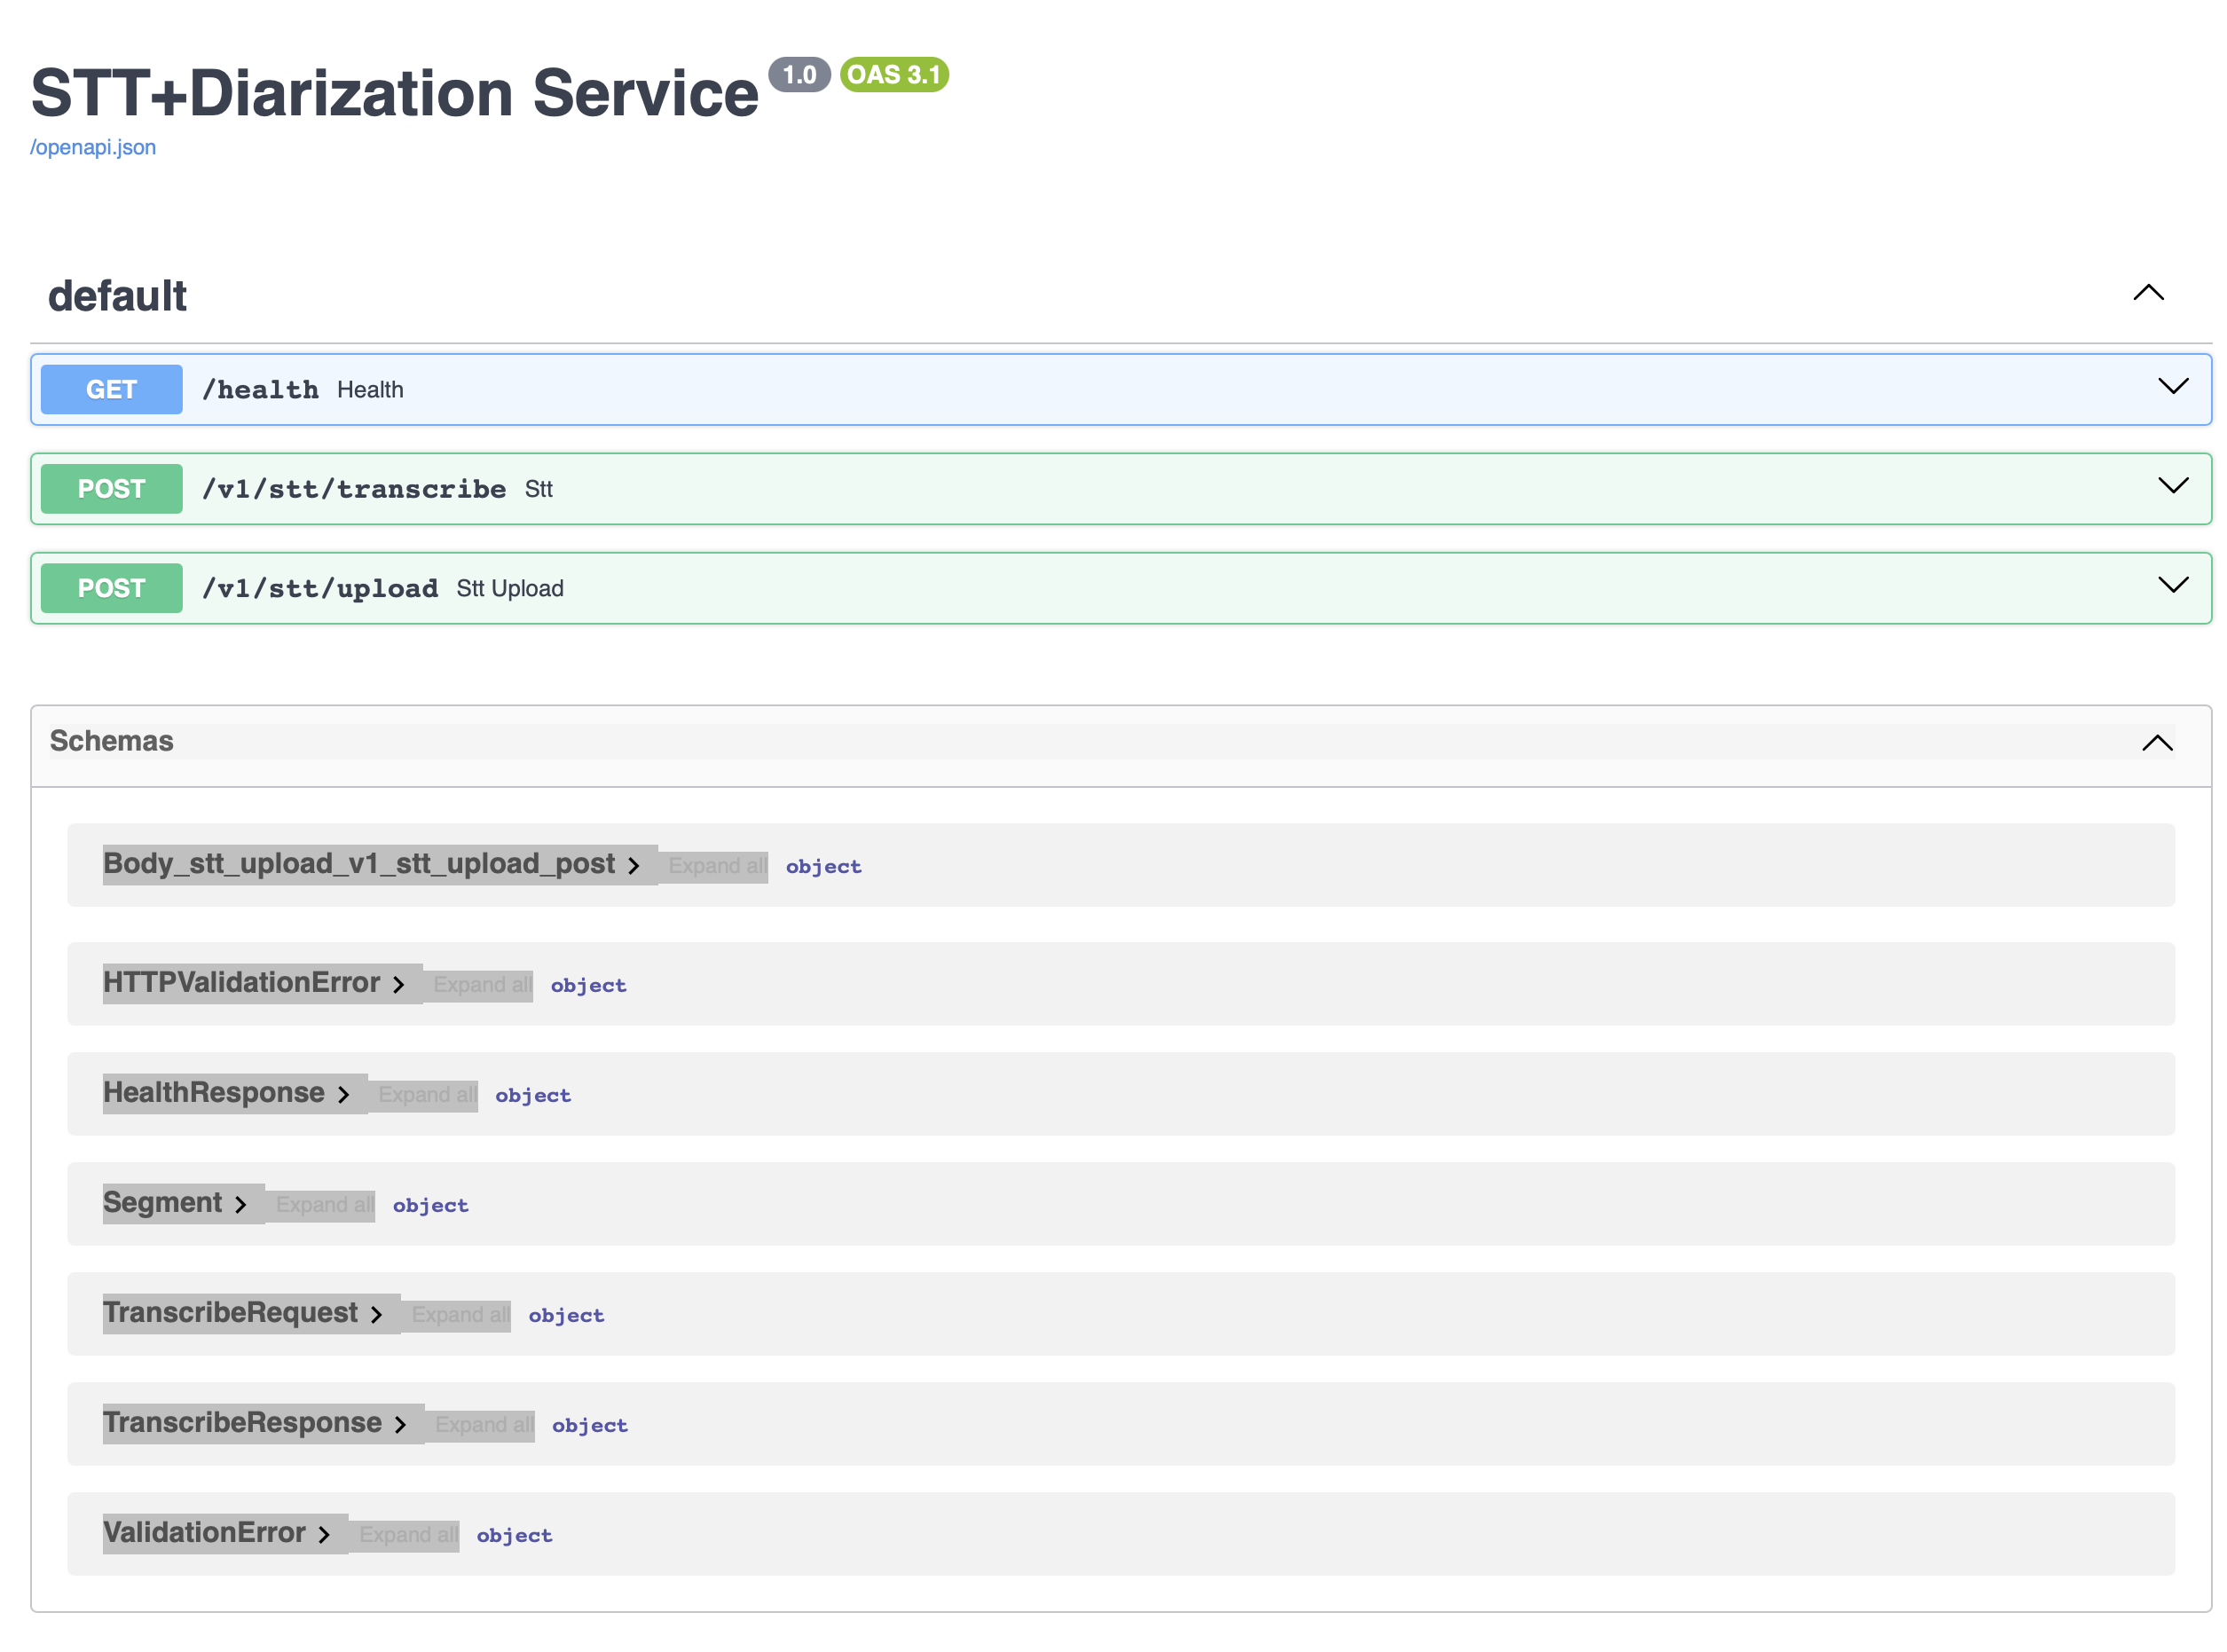 STT+Diarization Service 1.0 OAS 3.1
/openapi.json
default
GET /health Health
POST /v1/stt/transcribe Stt
POST /v1/stt/upload Stt Upload
Schemas
Body_stt_upload_v1_stt_upload_post Expand all object
HTTPValidationError Expand all object
HealthResponse Expand all object
Segment Expand all object
TranscribeRequest Expand all object
TranscribeResponse Expand all object
ValidationError Expand all object